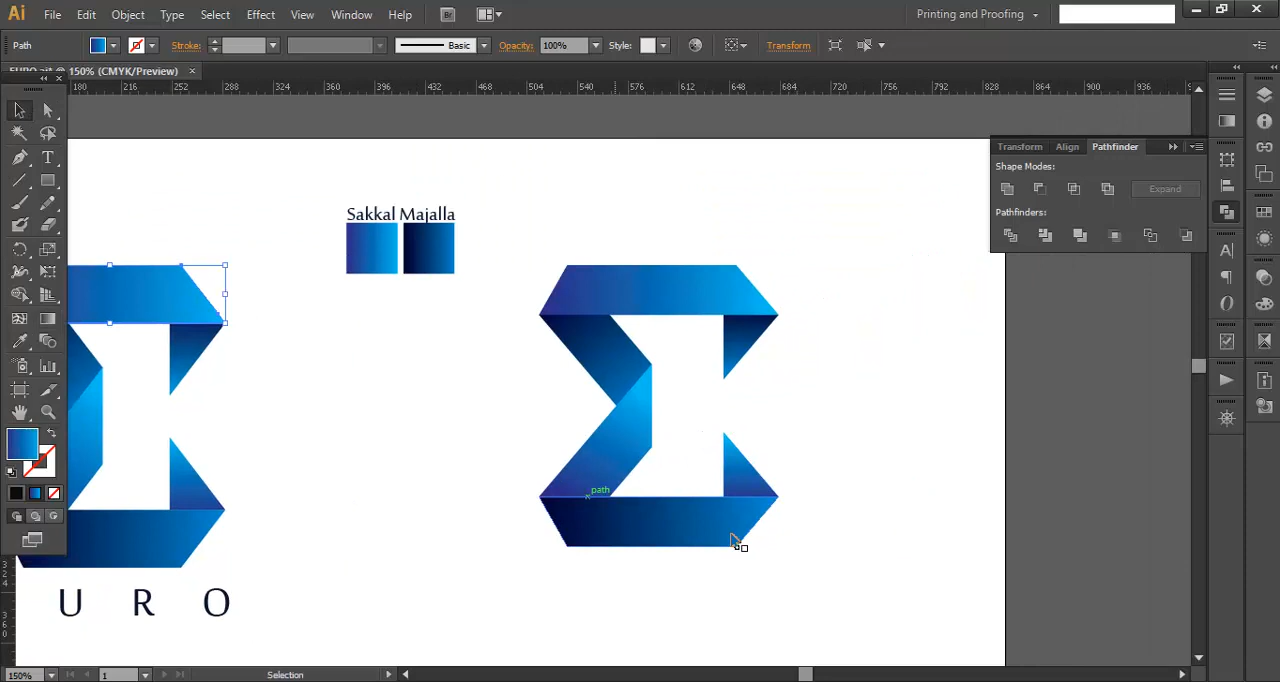 Ai File Edit Object Type Select Effect View Window Help Br Printing and Proofing
Path Stroke: Basic Opacity: 100% Style: Transform
150% (CMYK/Preview) ×
180 216 252 288 324 360 396 432 468 504 540 576 612 648 684 720 756 792 828 864 900 936
Transform Align Pathfinder
Shape Modes:
Expand
Pathfinders:
Sakkal Majalla
path
U R O
150% 1 Selection